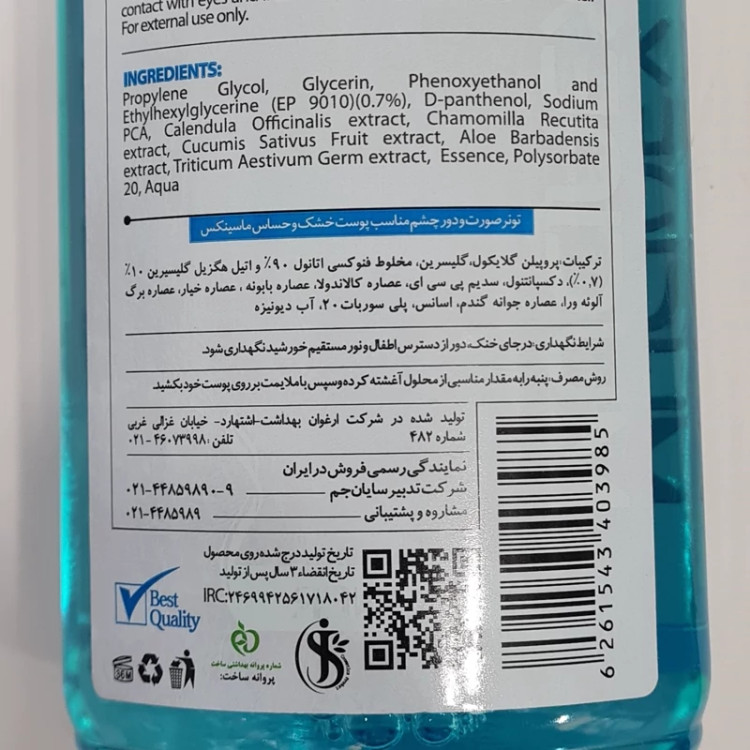 contact with eyes
For external use only.
INGREDIENTS:
Propylene Glycol, Glycerin, Phenoxyethanol and
Ethylhexylglycerine (EP 9010)(0.7%), D-panthenol, Sodium
PCA, Calendula Officinalis extract, Chamomilla Recutita
extract, Cucumis Sativus Fruit extract, Aloe Barbadensis
extract, Triticum Aestivum Germ extract, Essence, Polysorbate
20, Aqua
تونر صورت و دور چشم مناسب پوست خشک و حساس ماسینکس
ترکیبات: پروپیلن گلایکول، گلیسرین، مخلوط فنوکسی اتانول ۹۰٪ و اتیل هگزیل گلیسیرین ۱۰٪
(۰,۷٪)، دکسپانتنول، سدیم پی سی ای، عصاره کالاندولا، عصاره بابونه ، عصاره خیار، عصاره برگ
آلوئه ورا، عصاره جوانه گندم، اسانس، پلی سوربات ۲۰، آب دیونیزه
شرایط نگهداری: در جای خنک، دور از دسترس اطفال و نور مستقیم خورشید نگهداری شود.
روش مصرف: پنبه را به مقدار مناسبی از محلول آغشته کرده و سپس با ملایمت بر روی پوست خود بکشید.
تولید شده در شرکت ارغوان بهداشت-اشتهارد- خیابان غزالی غربی
شماره ۴۸۲ تلفن: ۴۶۰۷۳۹۹۸-۰۲۱
نمایندگی رسمی فروش در ایران
شرکت تدبیر سایان جم ۰۲۱-۴۴۸۵۹۸۹۰-۹
مشاروه و پشتیبانی ۰۲۱-۴۴۸۵۹۸۹
تاریخ تولید درج شده روی محصول
تاریخ انقضاء ۳ سال پس از تولید
IRC:۲۴۶۹۹۴۲۵۶۱۷۱۸۰۴۲
Best
Quality
شماره پروانه بهداشتی ساخت
پروانه ساخت:
6 261543 403985